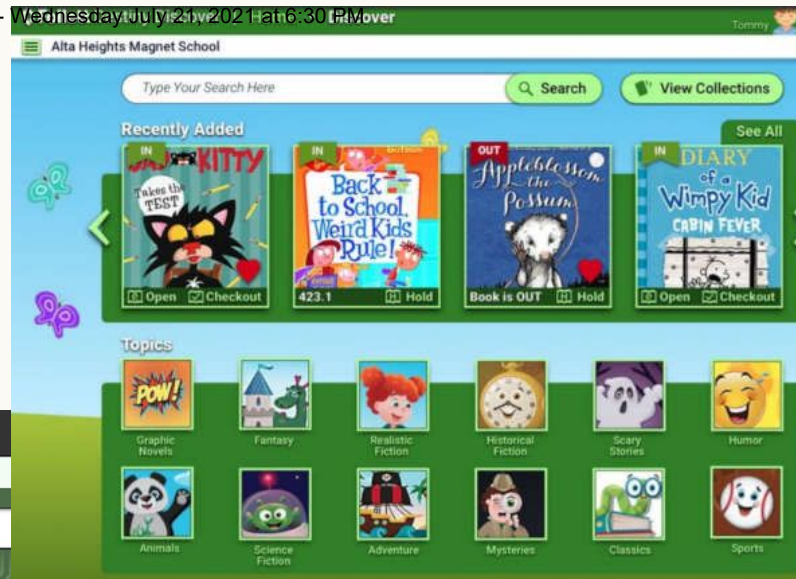 - Wednesday July 21, 2021 at 6:30 PM
Discover
Tommy
Alta Heights Magnet School
Type Your Search Here
Search
View Collections
Recently Added
See All
IN
KITTY
Takes the
TEST
Open
Checkout
IN
Back
to School,
Weird Kids
Rule!
423.1
Hold
OUT
Appleblossom
the
Possum
Book is OUT
Hold
IN
DIARY
of a
Wimpy Kid
CABIN FEVER
Open
Checkout
Topics
POW!
Graphic
Novels
Fantasy
Realistic
Fiction
Historical
Fiction
Scary
Stories
Humor
Animals
Science
Fiction
Adventure
Mysteries
Classics
Sports